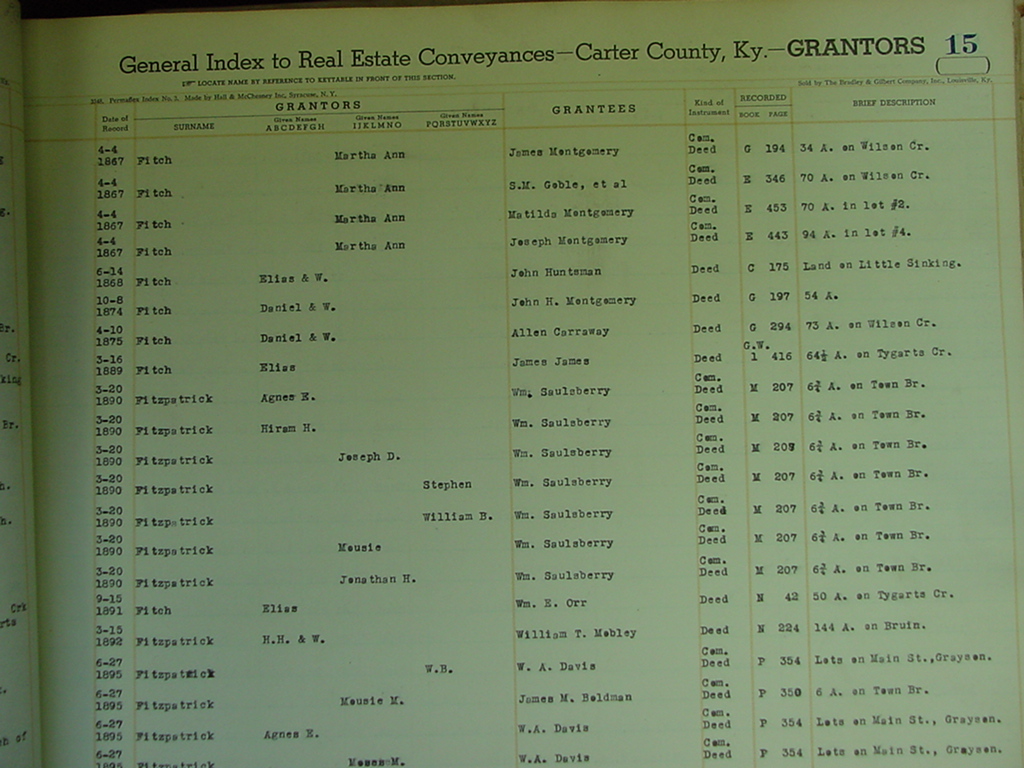 General Index to Real Estate Conveyances—Carter County, Ky.—GRANTORS 15
LOCATE NAME BY REFERENCE TO KEYTABLE IN FRONT OF THIS SECTION.
Permaflex Index No. 5. Made by Hall & McChesney Inc, Syracuse, N. Y. Sold by The Bradley & Gilbert Company, Inc., Louisville, Ky.
GRANTORS GRANTEES Kind of Instrument RECORDED BRIEF DESCRIPTION
Date of Record SURNAME Given Names ABCDEFGH Given Names IJKLMNO Given Names PQRSTUVWXYZ BOOK PAGE
4-4 1867 Fitch Martha Ann James Montgomery Com. Deed G 194 34 A. on Wilson Cr.
4-4 1867 Fitch Martha Ann S.M. Goble, et al Com. Deed E 346 70 A. on Wilson Cr.
4-4 1867 Fitch Martha Ann Matilda Montgomery Com. Deed E 453 70 A. in lot #2.
4-4 1867 Fitch Martha Ann Joseph Montgomery Com. Deed E 443 94 A. in lot #4.
6-14 1868 Fitch Elias & W. John Huntsman Deed C 175 Land on Little Sinking.
10-8 1874 Fitch Daniel & W. John H. Montgomery Deed G 197 54 A.
4-10 1875 Fitch Daniel & W. Allen Carraway Deed G 294 73 A. on Wilson Cr.
3-16 1889 Fitch Elias James James Deed G.W. 1 416 64½ A. on Tygarts Cr.
3-20 1890 Fitzpatrick Agnes E. Wm. Saulsberry Com. Deed M 207 6¾ A. on Town Br.
3-20 1890 Fitzpatrick Hiram H. Wm. Saulsberry Com. Deed M 207 6¾ A. on Town Br.
3-20 1890 Fitzpatrick Joseph D. Wm. Saulsberry Com. Deed M 207 6¾ A. on Town Br.
3-20 1890 Fitzpatrick Stephen Wm. Saulsberry Com. Deed M 207 6¾ A. on Town Br.
3-20 1890 Fitzpatrick William B. Wm. Saulsberry Com. Deed M 207 6¾ A. on Town Br.
3-20 1890 Fitzpatrick Mousie Wm. Saulsberry Com. Deed M 207 6¾ A. on Town Br.
3-20 1890 Fitzpatrick Jonathan H. Wm. Saulsberry Com. Deed M 207 6¾ A. on Town Br.
9-15 1891 Fitch Elias Wm. E. Orr Deed N 42 50 A. on Tygarts Cr.
3-15 1892 Fitzpatrick H.H. & W. William T. Mobley Deed N 224 144 A. on Bruin.
6-27 1895 Fitzpatrick W.B. W. A. Davis Com. Deed P 354 Lots on Main St.,Grayson.
6-27 1895 Fitzpatrick Mousie M. James M. Boldman Com. Deed P 350 6 A. on Town Br.
6-27 1895 Fitzpatrick Agnes E. W.A. Davis Com. Deed P 354 Lots on Main St., Grayson.
6-27 1895 Fitzpatrick M. W.A. Davis Com. Deed P 354 Lots on Main St., Grayson.